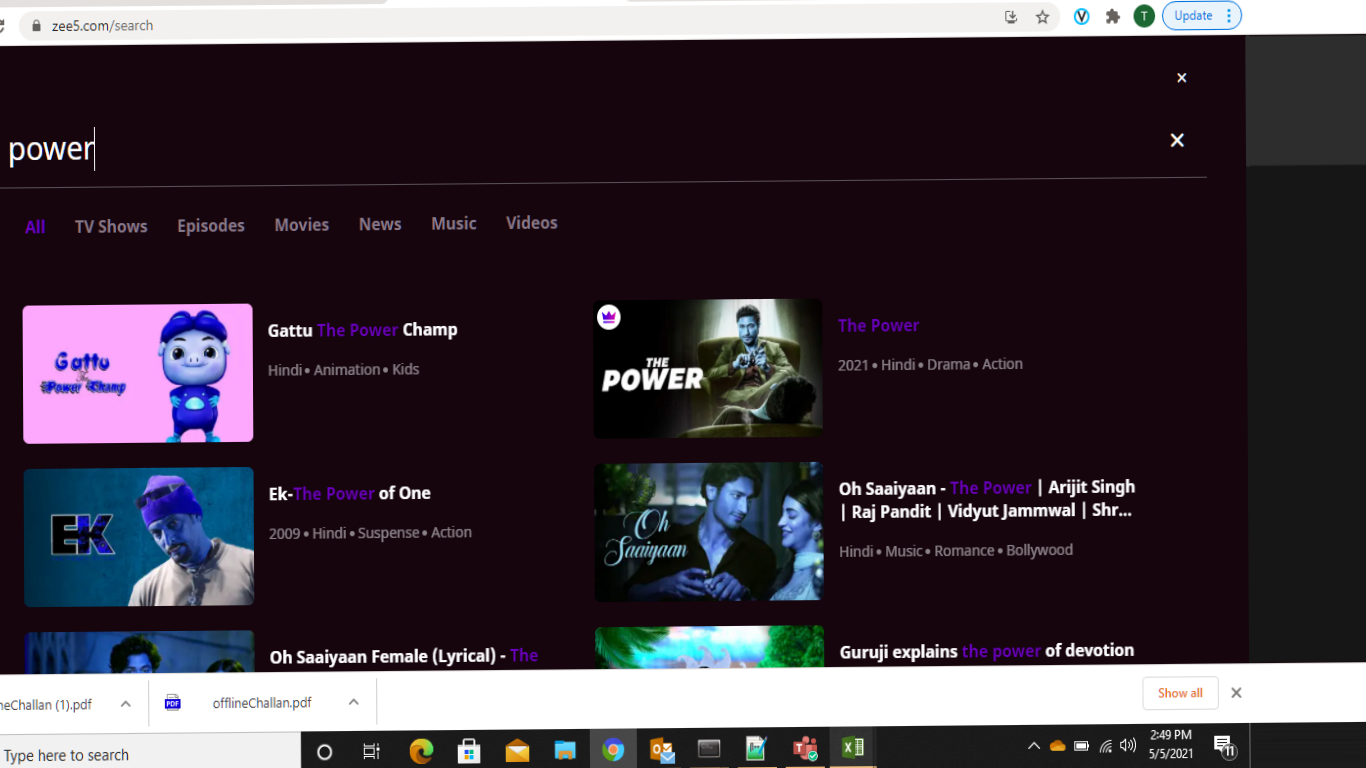 zee5.com/search
T
Update
power
All TV Shows Episodes Movies News Music Videos
Gattu
The
Power Champ
Gattu The Power Champ
Hindi • Animation • Kids
THE
POWER
The Power
2021 • Hindi • Drama • Action
EK
Ek-The Power of One
2009 • Hindi • Suspense • Action
Oh
Saaiyaan
Oh Saaiyaan - The Power | Arijit Singh
| Raj Pandit | Vidyut Jammwal | Shr...
Hindi • Music • Romance • Bollywood
Oh Saaiyaan Female (Lyrical) - The
Guruji explains the power of devotion
neChallan (1).pdf
PDF
offlineChallan.pdf
Show all
Type here to search
2:49 PM
5/5/2021
11